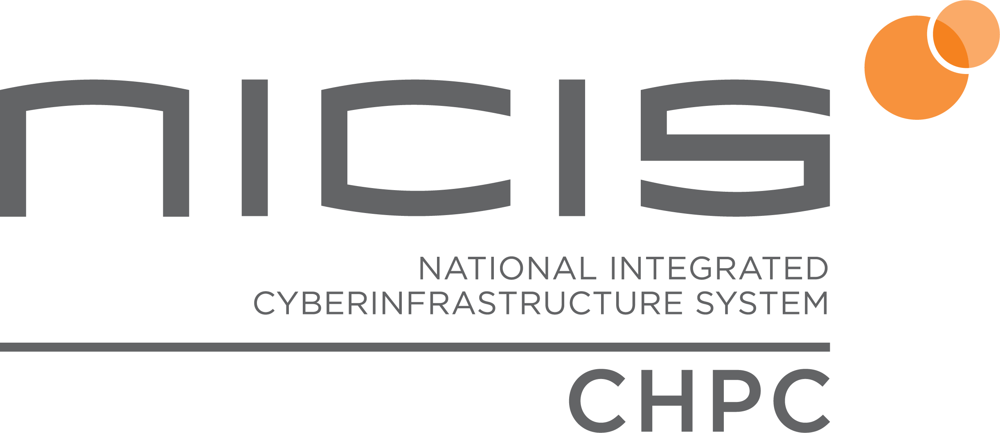 NICIS
NATIONAL INTEGRATED
CYBERINFRASTRUCTURE SYSTEM
CHPC